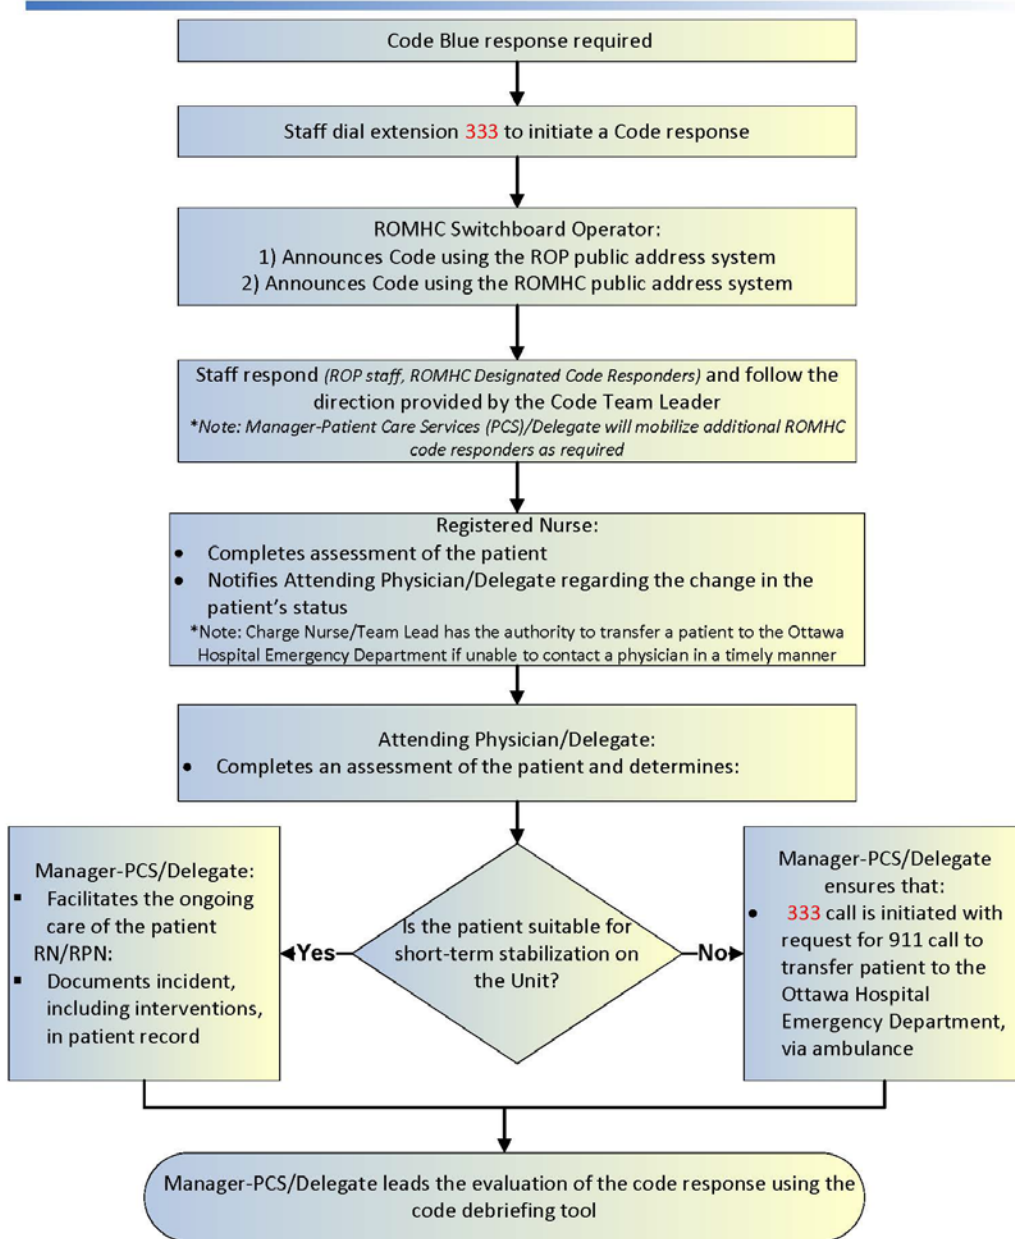 Code Blue response required
Staff dial extension 333 to initiate a Code response
ROMHC Switchboard Operator:
1) Announces Code using the ROP public address system
2) Announces Code using the ROMHC public address system
Staff respond (ROP staff, ROMHC Designated Code Responders) and follow the
direction provided by the Code Team Leader
*Note: Manager-Patient Care Services (PCS)/Delegate will mobilize additional ROMHC
code responders as required
Registered Nurse:
• Completes assessment of the patient
• Notifies Attending Physician/Delegate regarding the change in the
patient's status
*Note: Charge Nurse/Team Lead has the authority to transfer a patient to the Ottawa
Hospital Emergency Department if unable to contact a physician in a timely manner
Attending Physician/Delegate:
• Completes an assessment of the patient and determines:
Manager-PCS/Delegate:
▪ Facilitates the ongoing
care of the patient
RN/RPN:
▪ Documents incident,
including interventions,
in patient record
Yes
Is the patient suitable for
short-term stabilization on
the Unit?
No
Manager-PCS/Delegate
ensures that:
• 333 call is initiated with
request for 911 call to
transfer patient to the
Ottawa Hospital
Emergency Department,
via ambulance
Manager-PCS/Delegate leads the evaluation of the code response using the
code debriefing tool